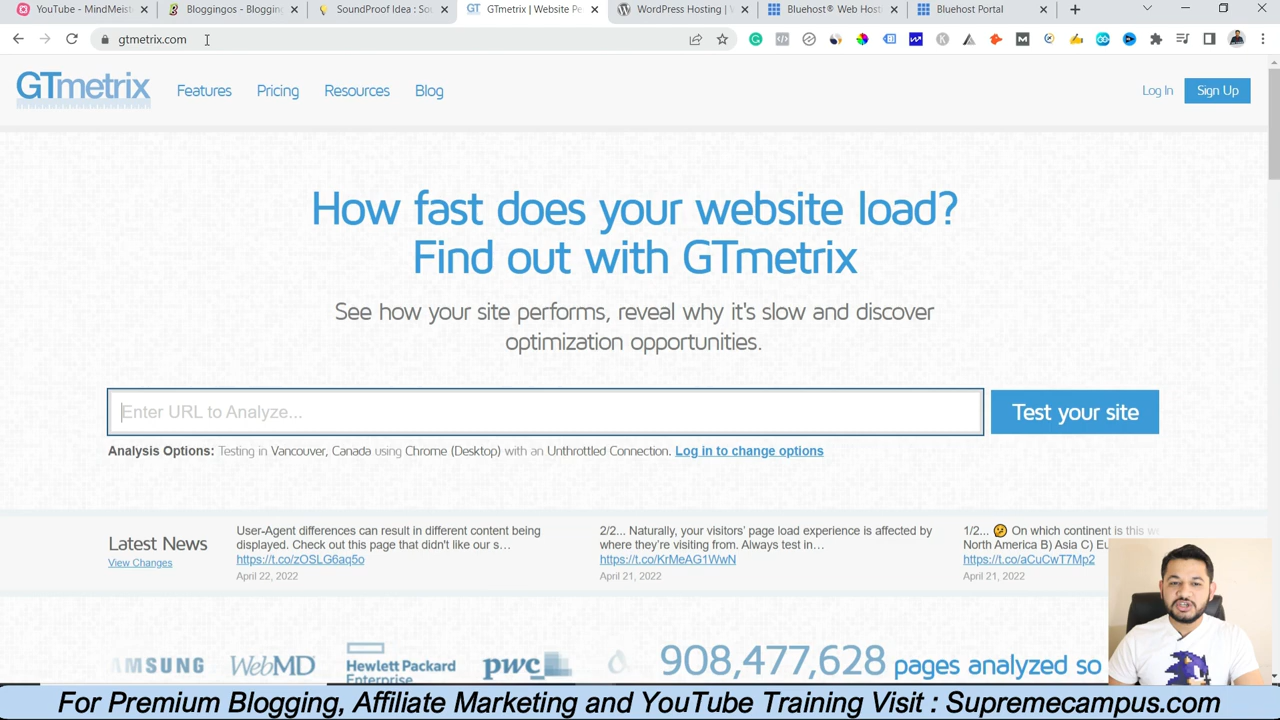 YouTube - MindMeist
Bloggingos - Blogging
SoundProof Idea : Sou
GTmetrix | Website Pe
WordPress Hosting | W
Bluehost® Web Hosti
Bluehost Portal
gtmetrix.com
GTmetrix
Features
Pricing
Resources
Blog
Log In
Sign Up
How fast does your website load?
Find out with GTmetrix
See how your site performs, reveal why it's slow and discover
optimization opportunities.
Enter URL to Analyze...
Test your site
Analysis Options: Testing in Vancouver, Canada using Chrome (Desktop) with an Unthrottled Connection. Log in to change options
Latest News
View Changes
User-Agent differences can result in different content being
displayed. Check out this page that didn't like our s…
https://t.co/zOSLG6aq5o
April 22, 2022
2/2... Naturally, your visitors' page load experience is affected by
where they're visiting from. Always test in…
https://t.co/KrMeAG1WwN
April 21, 2022
1/2... 🤔 On which continent is this we
North America B) Asia C) Eu
https://t.co/aCuCwT7Mp2
April 21, 2022
SAMSUNG
WebMD
Hewlett Packard
Enterprise
pwc
908,477,628 pages analyzed so
For Premium Blogging, Affiliate Marketing and YouTube Training Visit : Supremecampus.com